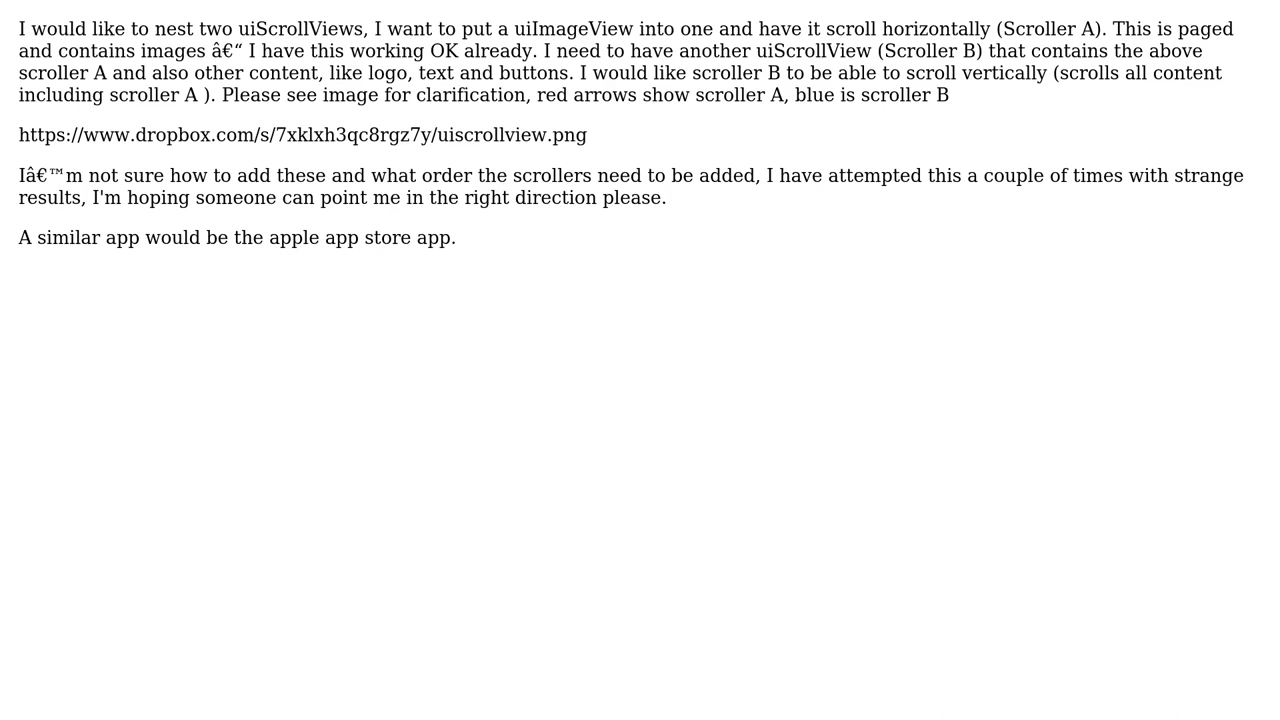 I would like to nest two uiScrollViews, I want to put a uiImageView into one and have it scroll horizontally (Scroller A). This is paged
and contains images â€“ I have this working OK already. I need to have another uiScrollView (Scroller B) that contains the above
scroller A and also other content, like logo, text and buttons. I would like scroller B to be able to scroll vertically (scrolls all content
including scroller A ). Please see image for clarification, red arrows show scroller A, blue is scroller B
https://www.dropbox.com/s/7xklxh3qc8rgz7y/uiscrollview.png
Iâ€™m not sure how to add these and what order the scrollers need to be added, I have attempted this a couple of times with strange
results, I'm hoping someone can point me in the right direction please.
A similar app would be the apple app store app.